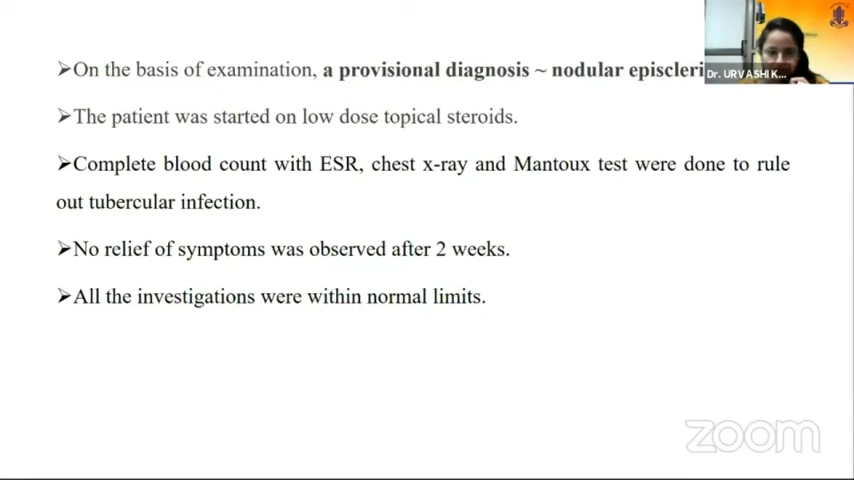 ➢On the basis of examination, a provisional diagnosis ~ nodular episcleri
➢The patient was started on low dose topical steroids.
➢Complete blood count with ESR, chest x-ray and Mantoux test were done to rule
out tubercular infection.
➢No relief of symptoms was observed after 2 weeks.
➢All the investigations were within normal limits.
Dr. URVASHI K...
zoom